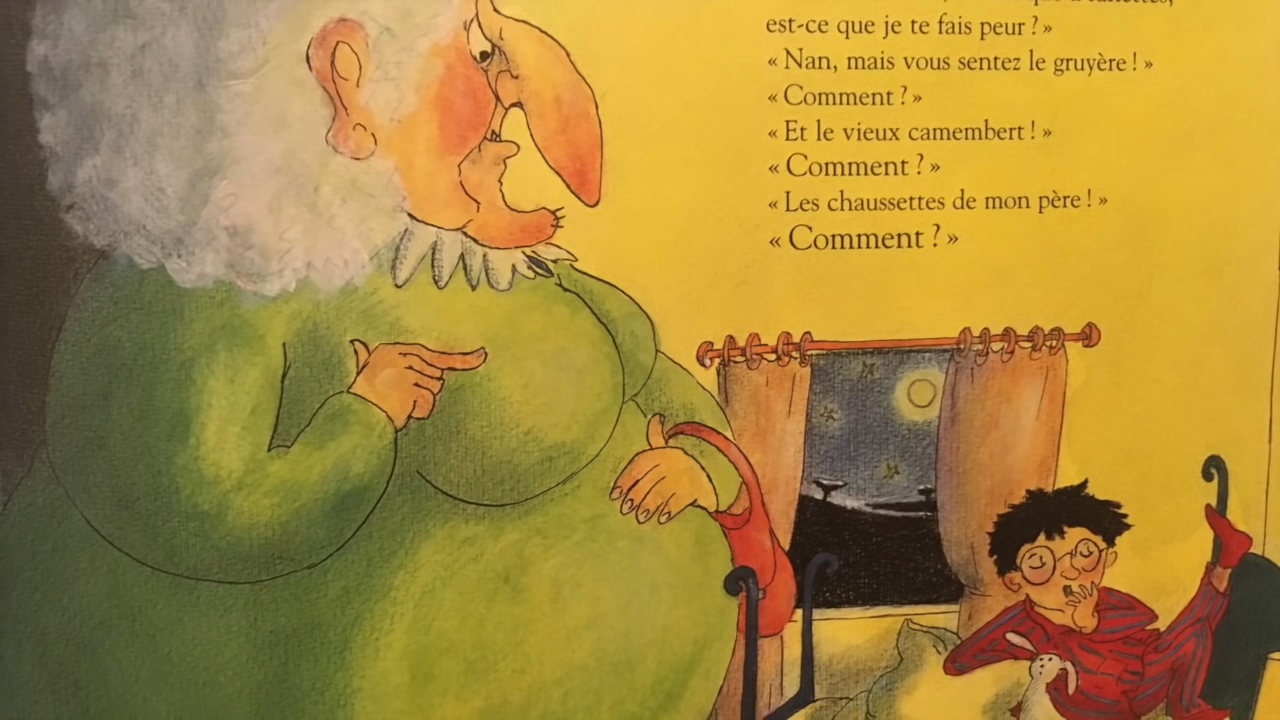 est-ce que je te fais peur ? »
« Nan, mais vous sentez le gruyère ! »
« Comment ? »
« Et le vieux camembert ! »
« Comment ? »
« Les chaussettes de mon père ! »
« Comment ? »